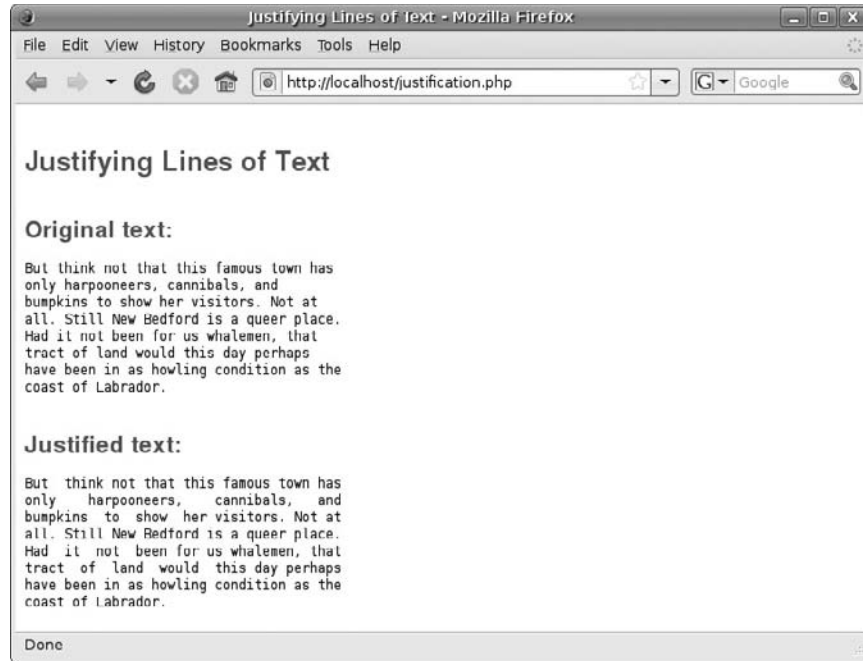 Justifying Lines of Text - Mozilla Firefox
File Edit View History Bookmarks Tools Help
http://localhost/justification.php
G Google
Justifying Lines of Text
Original text:
But think not that this famous town has
only harpooneers, cannibals, and
bumpkins to show her visitors. Not at
all. Still New Bedford is a queer place.
Had it not been for us whalemen, that
tract of land would this day perhaps
have been in as howling condition as the
coast of Labrador.
Justified text:
But  think not that this famous town has
only    harpooneers,    cannibals,   and
bumpkins  to  show  her visitors. Not at
all. Still New Bedford is a queer place.
Had  it  not  been for us whalemen, that
tract  of  land  would  this day perhaps
have been in as howling condition as the
coast of Labrador.
Done